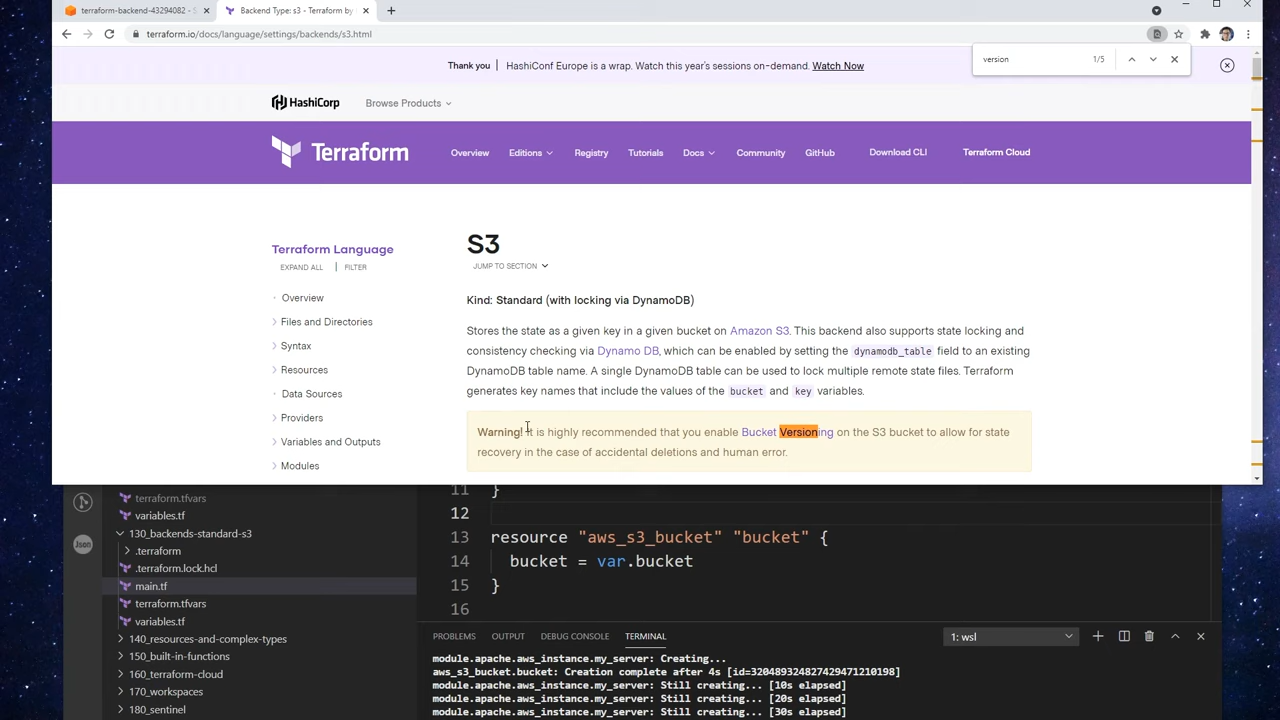 terraform-backend-43294082 - S
Backend Type: s3 - Terraform by
terraform.io/docs/language/settings/backends/s3.html
version
1/5
Thank you
HashiConf Europe is a wrap. Watch this year's sessions on-demand. Watch Now
HashiCorp
Browse Products
Terraform
Overview
Editions
Registry
Tutorials
Docs
Community
GitHub
Download CLI
Terraform Cloud
Terraform Language
EXPAND ALL
FILTER
Overview
Files and Directories
Syntax
Resources
Data Sources
Providers
Variables and Outputs
Modules
S3
JUMP TO SECTION
Kind: Standard (with locking via DynamoDB)
Stores the state as a given key in a given bucket on Amazon S3. This backend also supports state locking and
consistency checking via Dynamo DB, which can be enabled by setting the dynamodb_table field to an existing
DynamoDB table name. A single DynamoDB table can be used to lock multiple remote state files. Terraform
generates key names that include the values of the bucket and key variables.
Warning! It is highly recommended that you enable Bucket Versioning on the S3 bucket to allow for state
recovery in the case of accidental deletions and human error.
terraform.tfvars
variables.tf
130_backends-standard-s3
.terraform
.terraform.lock.hcl
main.tf
terraform.tfvars
variables.tf
140_resources-and-complex-types
150_built-in-functions
160_terraform-cloud
170_workspaces
180_sentinel
Json
11 }
12
13 resource "aws_s3_bucket" "bucket" {
14 bucket = var.bucket
15 }
16
PROBLEMS
OUTPUT
DEBUG CONSOLE
TERMINAL
1: wsl
module.apache.aws_instance.my_server: Creating...
aws_s3_bucket.bucket: Creation complete after 4s [id=320489324827429471210198]
module.apache.aws_instance.my_server: Still creating... [10s elapsed]
module.apache.aws_instance.my_server: Still creating... [20s elapsed]
module.apache.aws_instance.my_server: Still creating... [30s elapsed]